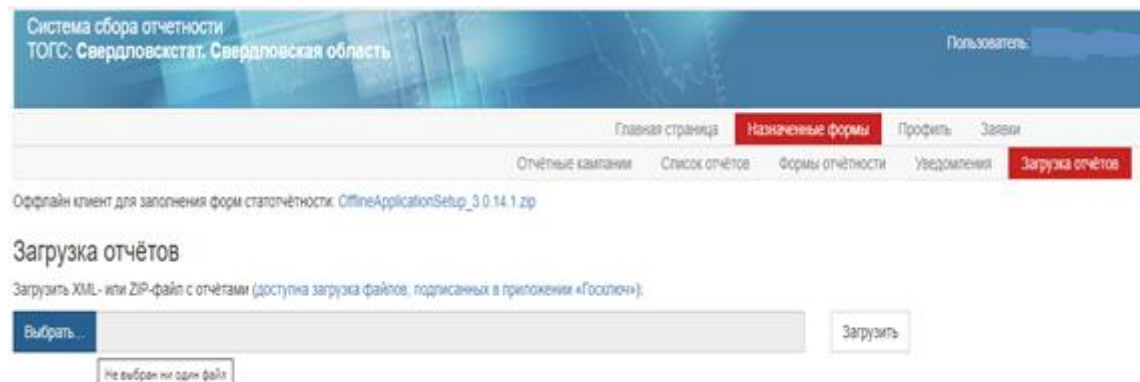 Система сбора отчетности
ТОГС: Свердловскстат. Свердловская область
Пользователь:
Главная страница Назначенные формы Профиль Заявки
Отчётные кампании Список отчётов Формы отчётности Уведомления Загрузка отчётов
Оффлайн клиент для заполнения форм статотчётности: OfflineApplicationSetup_3.0.14.1.zip
Загрузка отчётов
Загрузить XML- или ZIP-файл с отчётами (доступна загрузка файлов, подписанных в приложении «Госключ»):
Выбрать... Загрузить
Не выбран ни один файл